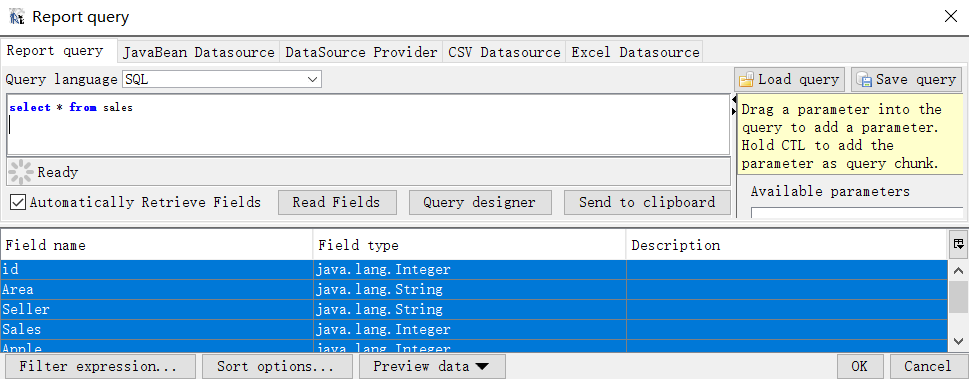 Report query
Report query JavaBean Datasource DataSource Provider CSV Datasource Excel Datasource
Query language SQL Load query Save query
select * from sales
Drag a parameter into the
query to add a parameter.
Hold CTL to add the
parameter as query chunk.
Ready
Available parameters
Automatically Retrieve Fields Read Fields Query designer Send to clipboard
Field name Field type Description
id java.lang.Integer
Area java.lang.String
Seller java.lang.String
Sales java.lang.Integer
Apple java.lang.Integer
Filter expression... Sort options... Preview data OK Cancel